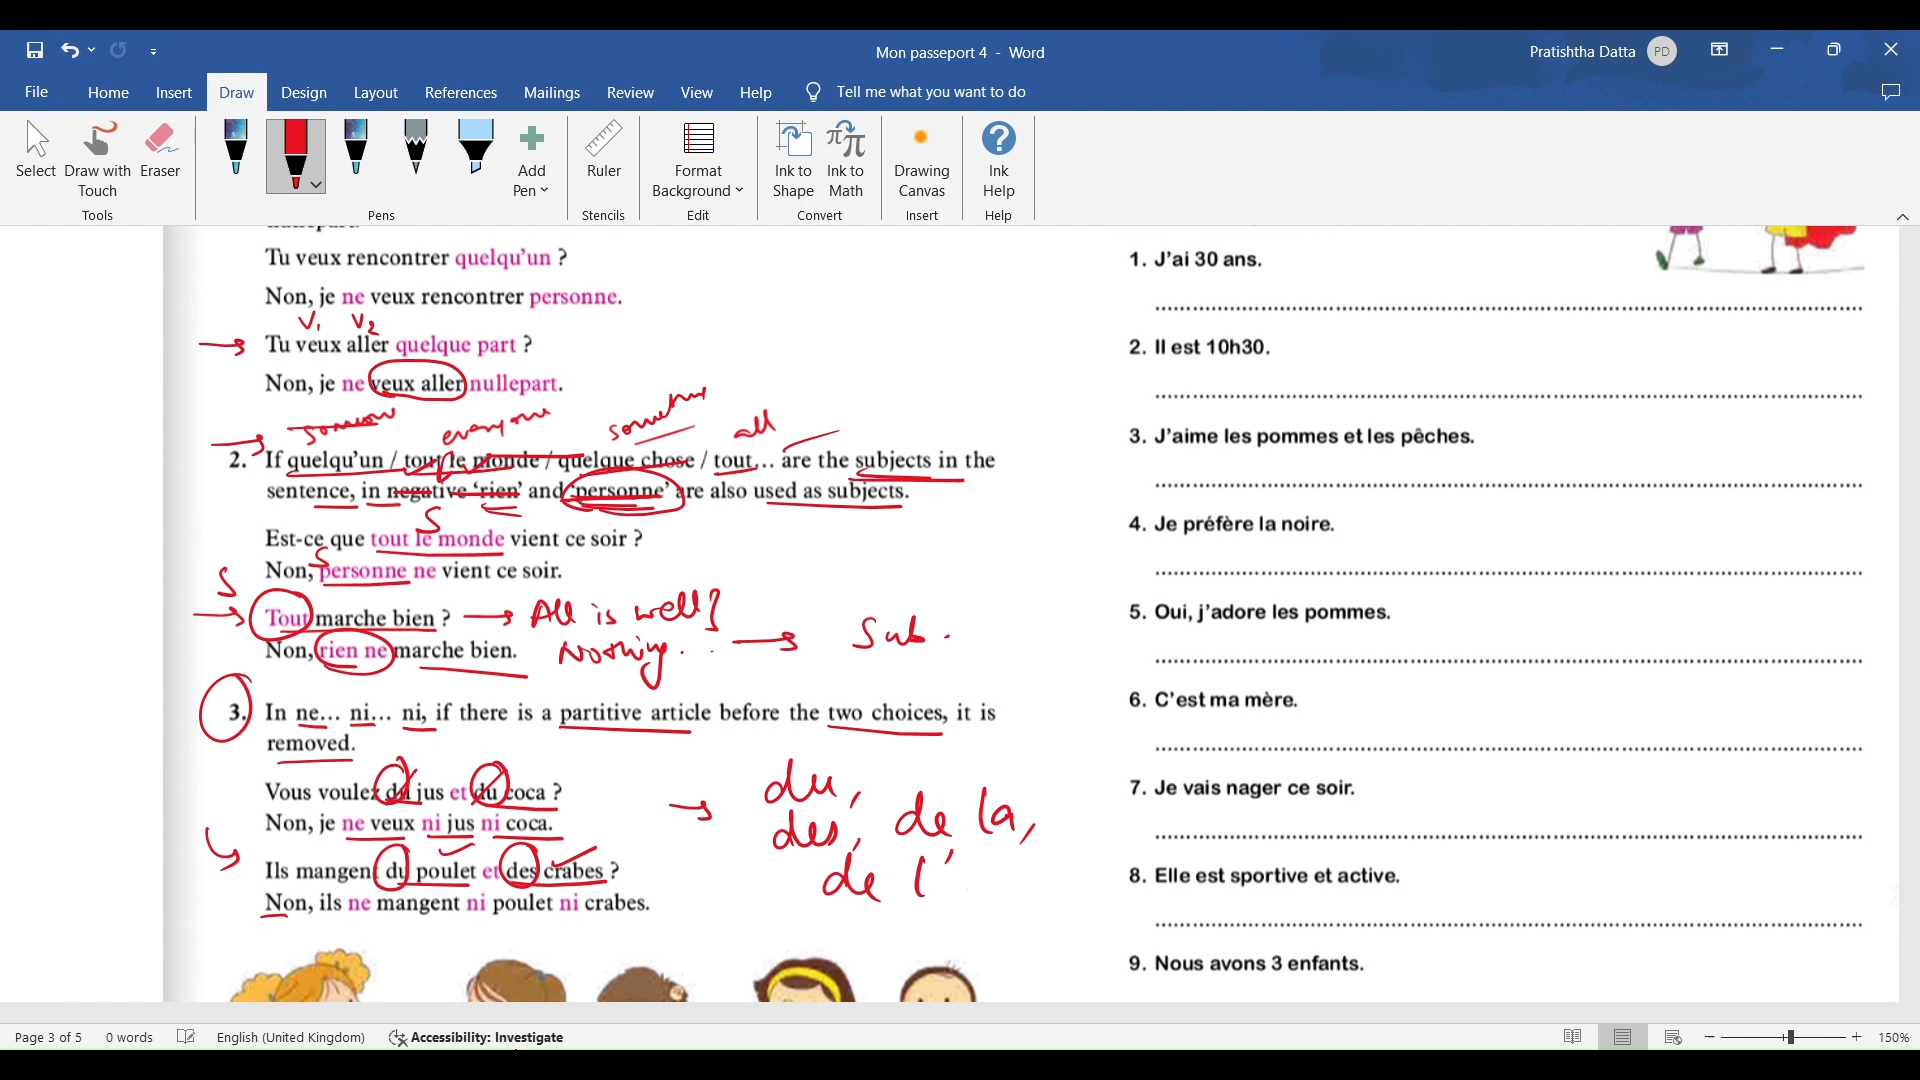 Mon passeport 4 - Word
Pratishtha Datta PD
File Home Insert Draw Design Layout References Mailings Review View Help Tell me what you want to do
Select Draw with Touch Eraser
Add Pen
Ruler
Format Background
Ink to Shape Ink to Math
Drawing Canvas
Ink Help
Tools Pens Stencils Edit Convert Insert Help
Tu veux rencontrer quelqu'un ?
Non, je ne veux rencontrer personne.
V1 V2
Tu veux aller quelque part ?
Non, je ne veux aller nullepart.
everyone all
2. If quelqu'un / tout le monde / quelque chose / tout... are the subjects in the
sentence, in negative 'rien' and 'personne' are also used as subjects.
S
Est-ce que tout le monde vient ce soir ?
S
Non, personne ne vient ce soir.
S
Tout marche bien ? → All is well?
Non, rien ne marche bien. Nothing.. → Sub.
3. In ne... ni... ni, if there is a partitive article before the two choices, it is
removed.
Vous voulez du jus et du coca ?
Non, je ne veux ni jus ni coca.
Ils mangent du poulet et des crabes ?
Non, ils ne mangent ni poulet ni crabes.
→ du,
des, de la,
de l'
1. J'ai 30 ans.
2. Il est 10h30.
3. J'aime les pommes et les pêches.
4. Je préfère la noire.
5. Oui, j'adore les pommes.
6. C'est ma mère.
7. Je vais nager ce soir.
8. Elle est sportive et active.
9. Nous avons 3 enfants.
Page 3 of 5 0 words English (United Kingdom) Accessibility: Investigate 150%